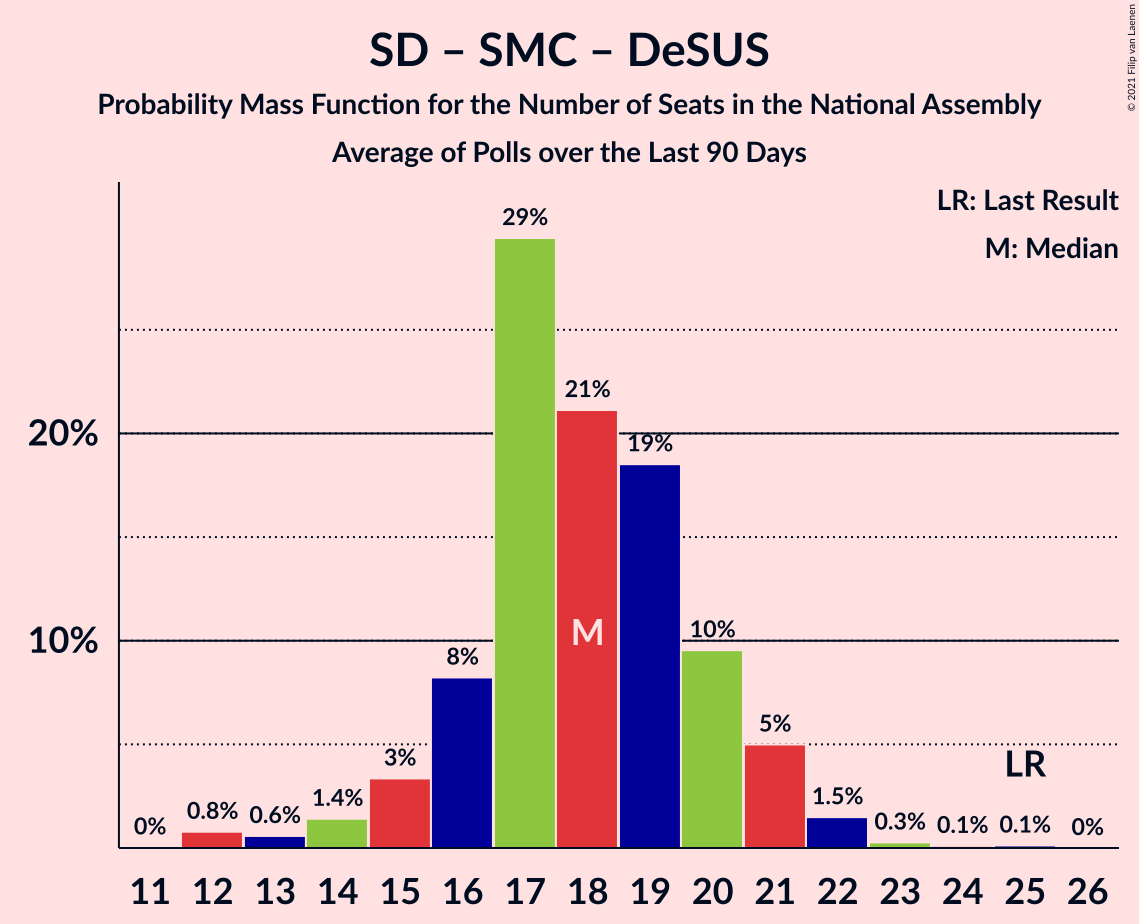 SD – SMC – DeSUS
Probability Mass Function for the Number of Seats in the National Assembly
Average of Polls over the Last 90 Days
© 2021 Filip van Laenen
LR: Last Result
M: Median
29%
21%
20%
19%
M
10%
10%
8%
5%
3%
LR
1.4%
1.5%
0%
0.8%
0.6%
0.3%
0.1%
0.1%
0%
11 12 13 14 15 16 17 18 19 20 21 22 23 24 25 26